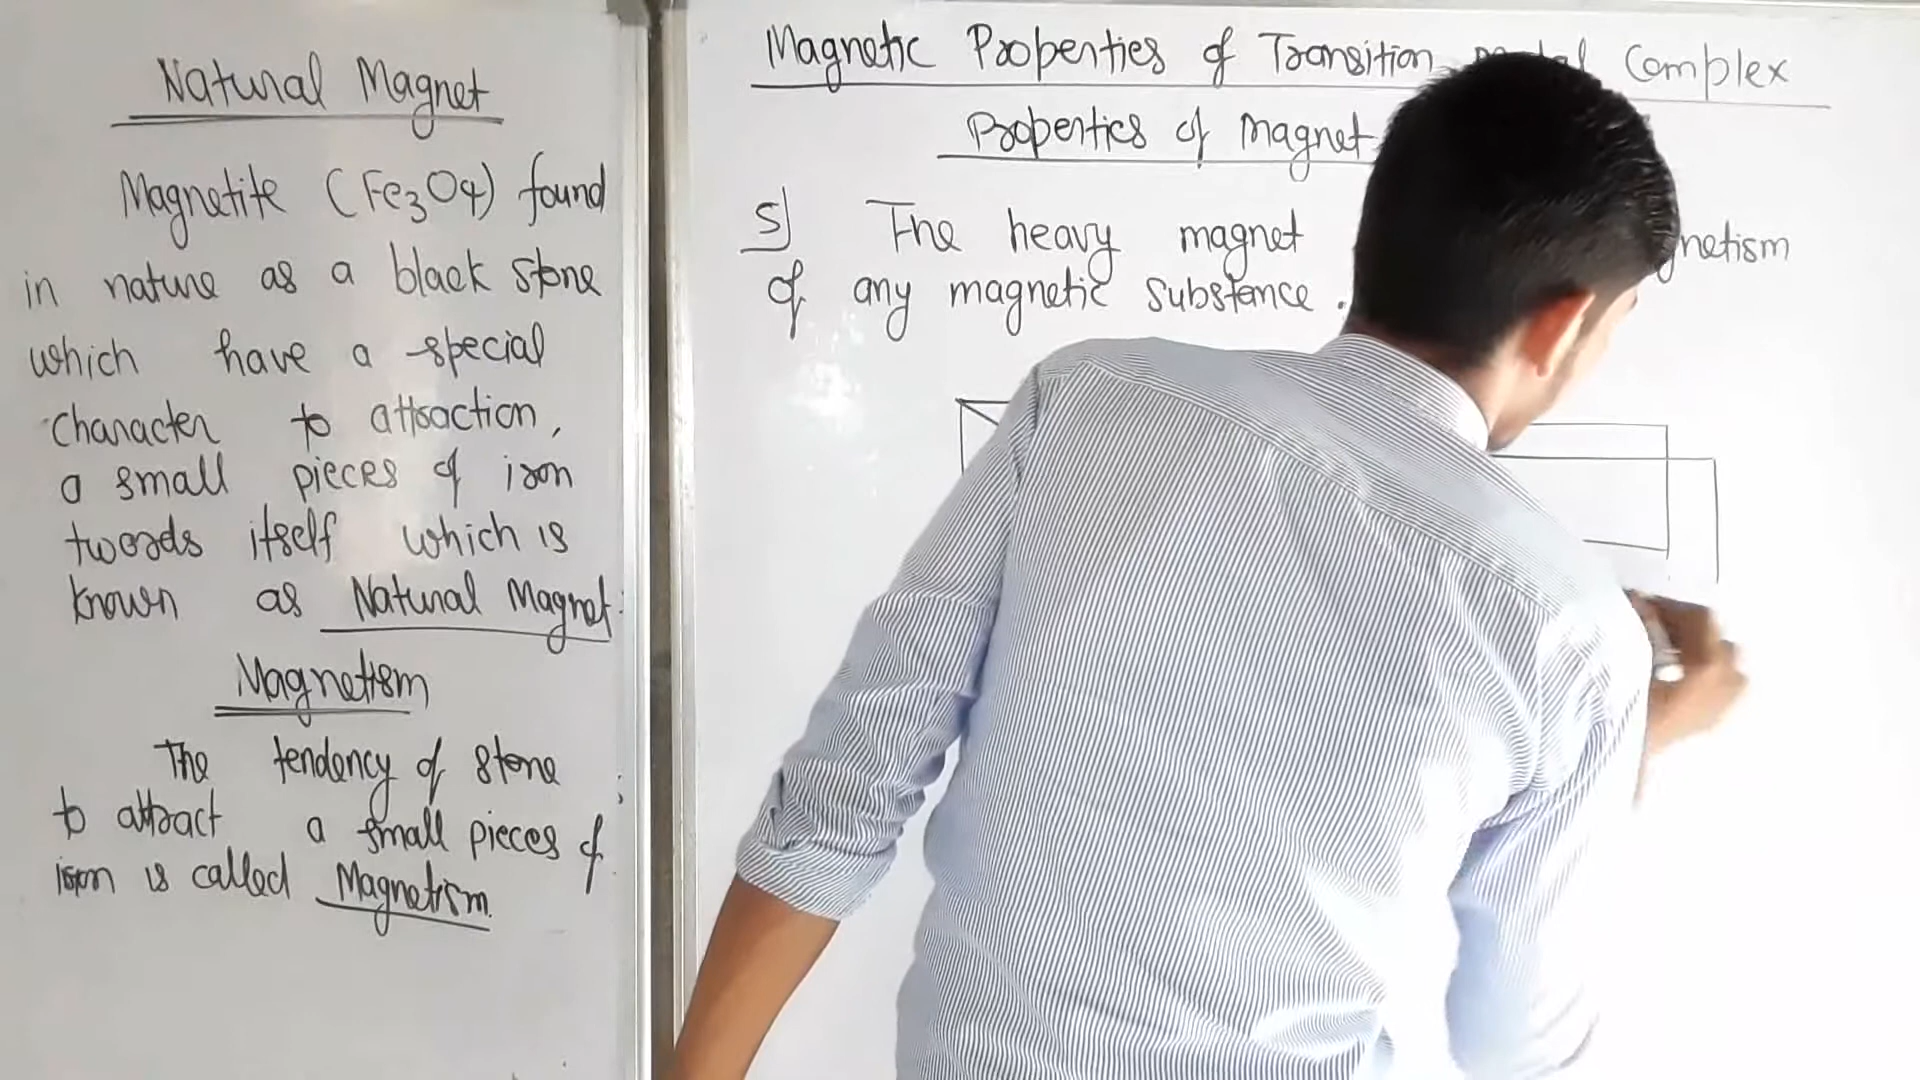 Natural Magnet
Magnetite (Fe3O4) found
in nature as a black stone
which have a special
character to attraction,
a small pieces of iron
twords itself which is
known as Natural Magnet.
Magnetism
The tendency of stone
to attract a small pieces of
iron is called Magnetism.
Magnetic Properties of Transition Complex
Properties of Magnet
5) The heavy magnet
of any magnetic substance.